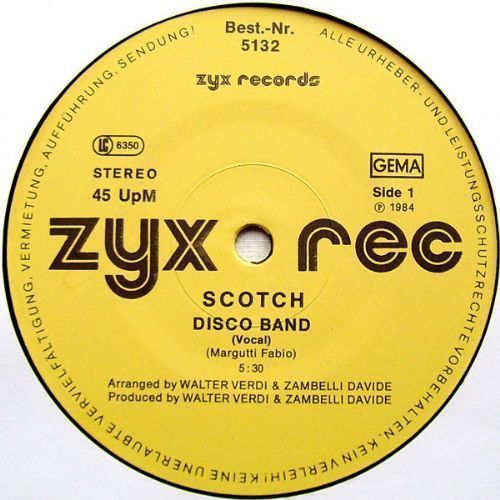 Best.-Nr.
5132
zyx records
LC 6350
STEREO
45 UpM
GEMA
Side 1
Ⓟ 1984
zyx rec
SCOTCH
DISCO BAND
(Vocal)
(Margutti Fabio)
5:30
Arranged by WALTER VERDI & ZAMBELLI DAVIDE
Produced by WALTER VERDI & ZAMBELLI DAVIDE
ALLE URHEBER- UND LEISTUNGSSCHUTZRECHTE VORBEHALTEN. KEIN VERLEIH! KEINE UNERLAUBTE VERVIELFÄLTIGUNG, VERMIETUNG, AUFFÜHRUNG, SENDUNG!